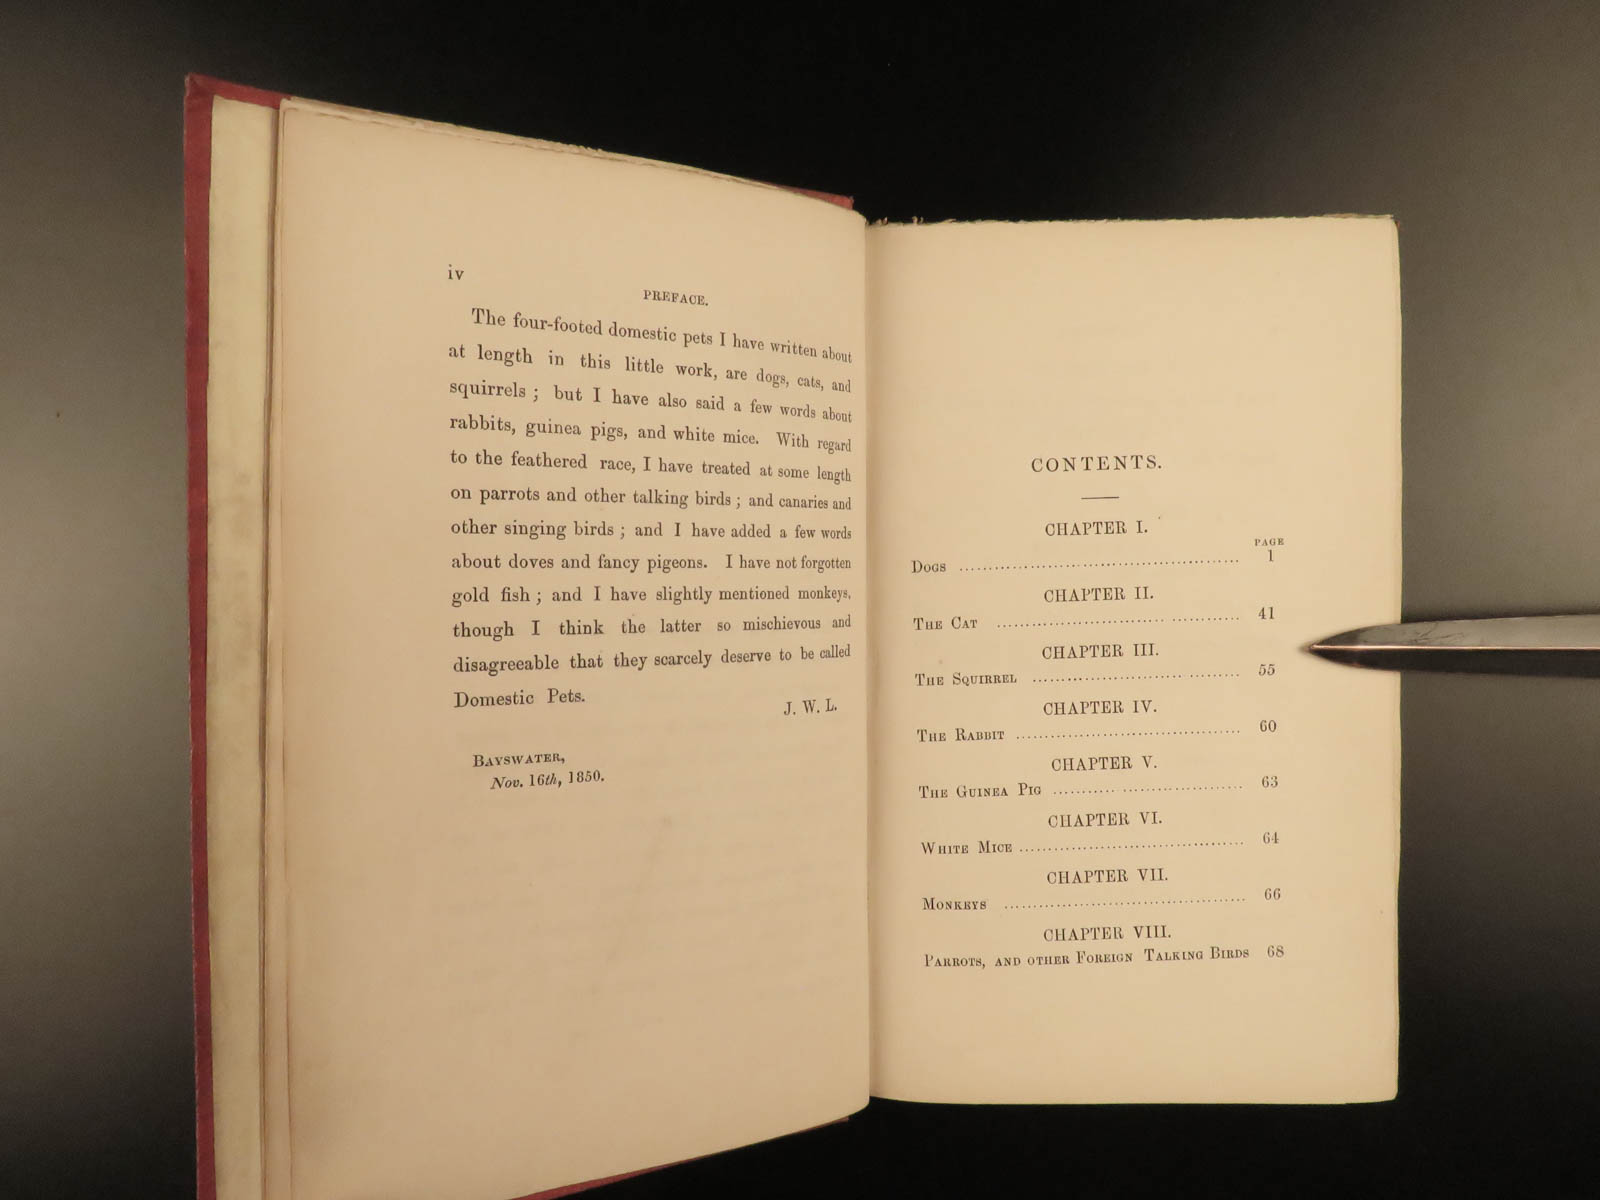 iv
PREFACE.
The four-footed domestic pets I have written about
at length in this little work, are dogs, cats, and
squirrels ; but I have also said a few words about
rabbits, guinea pigs, and white mice. With regard
to the feathered race, I have treated at some length
on parrots and other talking birds ; and canaries and
other singing birds ; and I have added a few words
about doves and fancy pigeons. I have not forgotten
gold fish ; and I have slightly mentioned monkeys,
though I think the latter so mischievous and
disagreeable that they scarcely deserve to be called
Domestic Pets.
J. W. L.
BAYSWATER,
Nov. 16th, 1850.
CONTENTS.
CHAPTER I.
PAGE
DOGS ........................................ 1
CHAPTER II.
THE CAT ........................................ 41
CHAPTER III.
THE SQUIRREL ........................................ 55
CHAPTER IV.
THE RABBIT ........................................ 60
CHAPTER V.
THE GUINEA PIG ........................................ 63
CHAPTER VI.
WHITE MICE ........................................ 64
CHAPTER VII.
MONKEYS ........................................ 66
CHAPTER VIII.
PARROTS, AND OTHER FOREIGN TALKING BIRDS 68